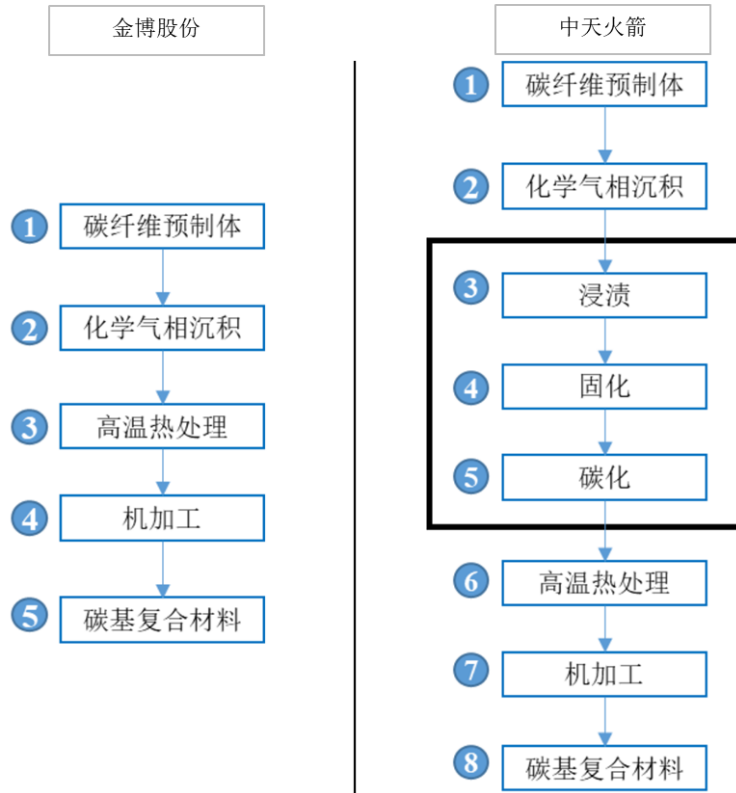 金博股份
1
碳纤维预制体
2
化学气相沉积
3
高温热处理
4
机加工
5
碳基复合材料
中天火箭
1
碳纤维预制体
2
化学气相沉积
3
浸渍
4
固化
5
碳化
6
高温热处理
7
机加工
8
碳基复合材料